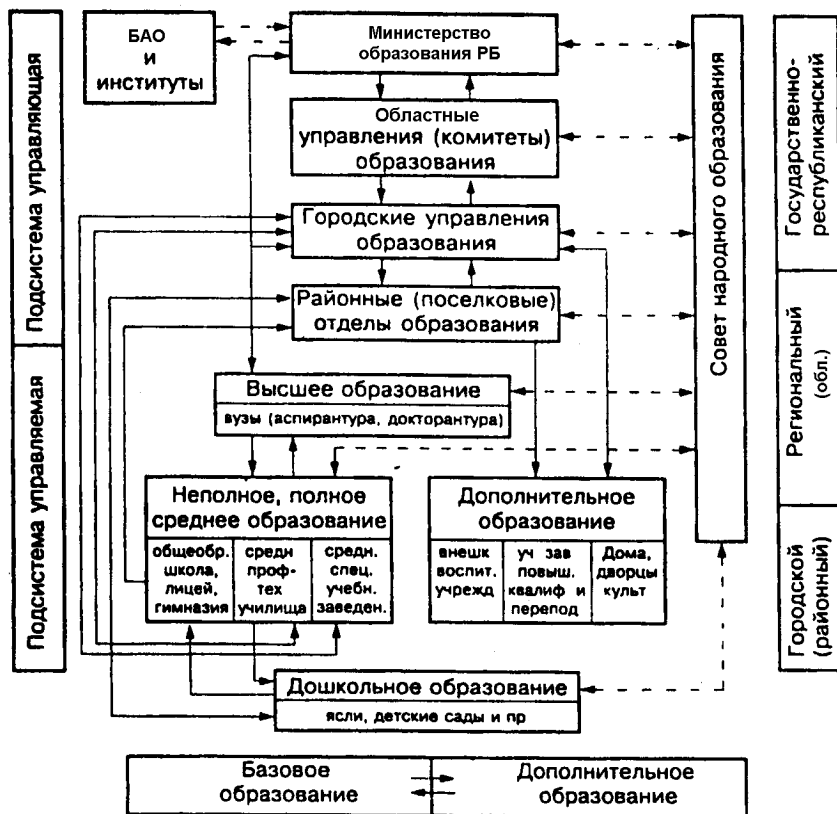 БАО
и
институты
Министерство
образования РБ
Областные
управления (комитеты)
образования
Городские управления
образования
Районные (поселковые)
отделы образования
Высшее образование
вузы (аспирантура, докторантура)
Неполное, полное
среднее образование
общеобр.
школа,
лицей,
гимназия
средн
проф-
тех
училища
средн.
спец.
учебн.
заведен.
Дополнительное
образование
внешк
воспит.
учрежд
уч зав
повыш.
квалиф и
перепод
Дома,
дворцы
культ
Дошкольное образование
ясли, детские сады и пр
Базовое
образование
Дополнительное
образование
Подсистема управляющая
Подсистема управляемая
Совет народного образования
Государственно-
республиканский
Региональный
(обл.)
Городской
(районный)